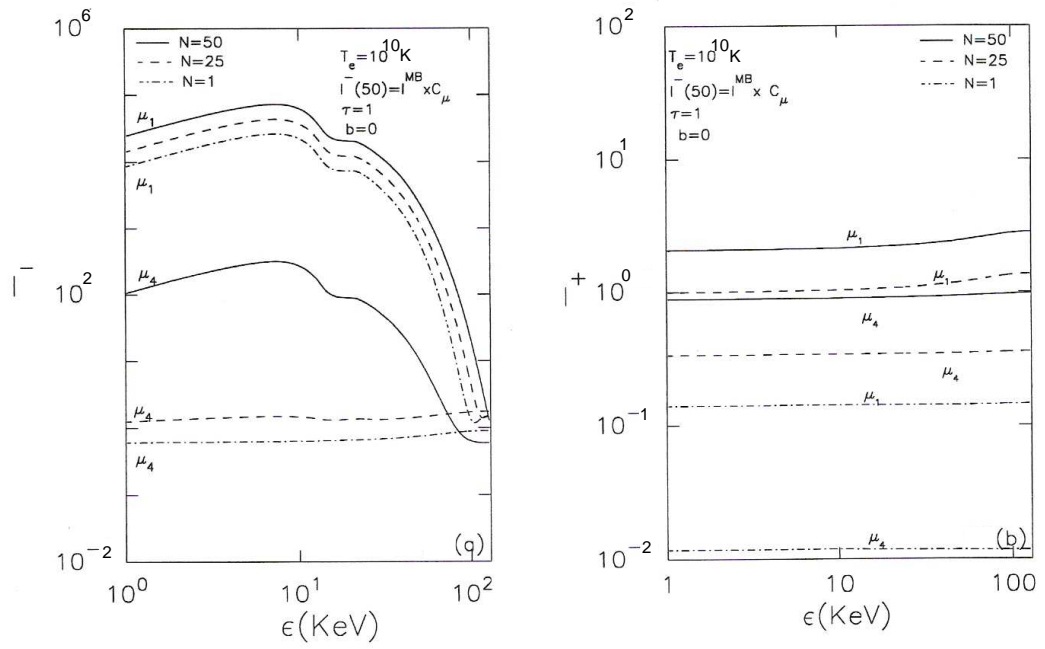 10^6
N=50
N=25
N=1
T_e=10^10K
I^-(50)=I^MB×C_μ
τ=1
b=0
μ_1
μ_1
μ_4
I^-
10^2
μ_4
μ_4
10^-2
(a)
10^0
10^1
10^2
ϵ(KeV)
10^2
N=50
N=25
N=1
T_e=10^10K
I^-(50)=I^MB× C_μ
τ=1
b=0
10^1
μ_1
I^+
10^0
μ_1
μ_4
μ_4
μ_1
10^-1
μ_4
(b)
10^-2
1
10
100
ϵ(KeV)